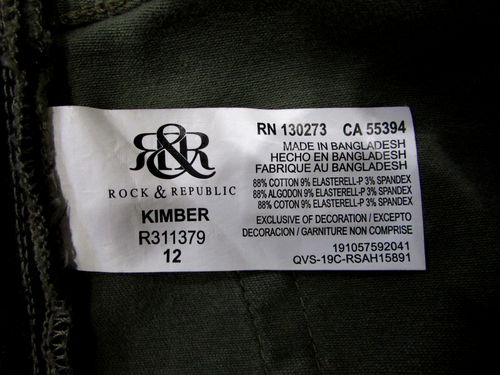 R&R
ROCK & REPUBLIC
KIMBER
R311379
12
RN 130273 CA 55394
MADE IN BANGLADESH
HECHO EN BANGLADESH
FABRIQUE AU BANGLADESH
88% COTTON 9% ELASTERELL-P 3% SPANDEX
88% ALGODON 9% ELASTERELL-P 3% SPANDEX
88% COTTON 9% ELASTERELL-P 3% SPANDEX
EXCLUSIVE OF DECORATION / EXCEPTO
DECORACION / GARNITURE NON COMPRISE
191057592041
QVS-19C-RSAH15891